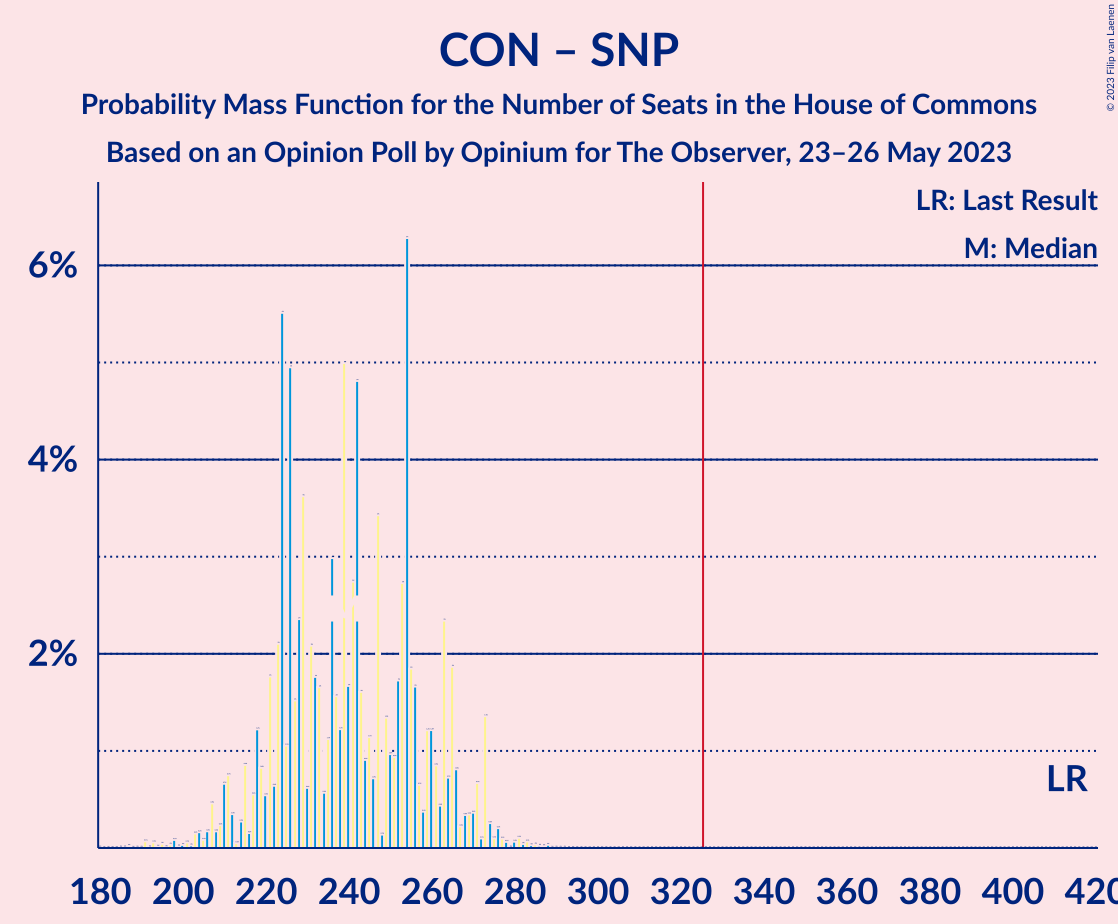 CON – SNP
Probability Mass Function for the Number of Seats in the House of Commons
Based on an Opinion Poll by Opinium for The Observer, 23–26 May 2023
© 2023 Filip van Laenen
LR: Last Result
M: Median
6%
4%
2%
LR
180 200 220 240 260 280 300 320 340 360 380 400 420